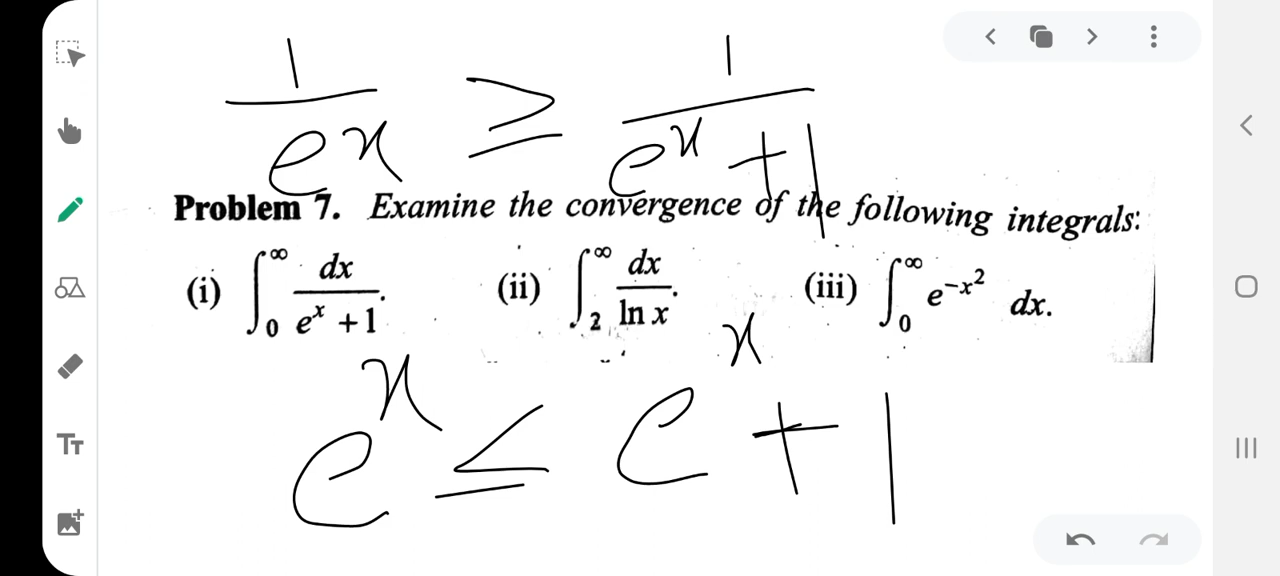 1/e^x ≥ 1/(e^x + 1)
Problem 7. Examine the convergence of the following integrals:
(i) ∫_0^∞ dx/(e^x + 1). (ii) ∫_2^∞ dx/ln x. (iii) ∫_0^∞ e^{-x^2} dx.
e^x ≤ e^x + 1
TT